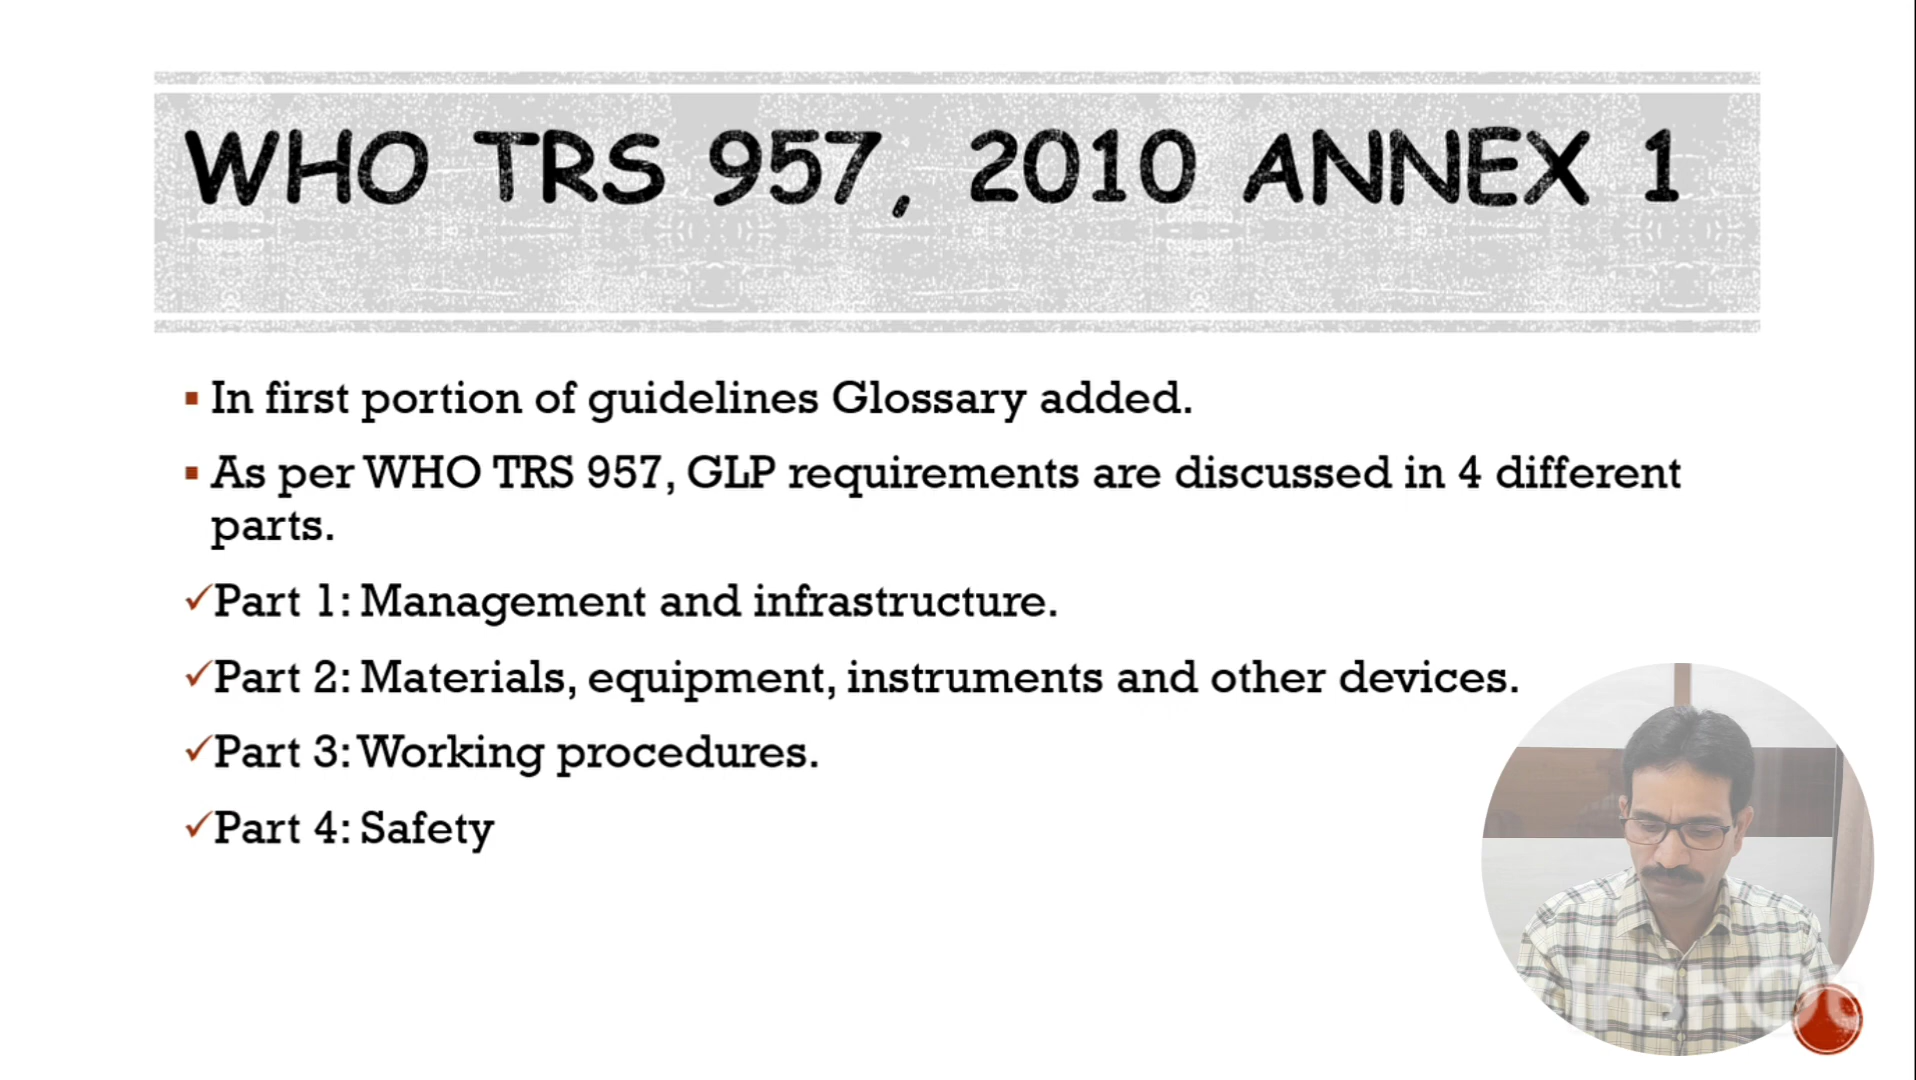 WHO TRS 957, 2010 ANNEX 1
▪ In first portion of guidelines Glossary added.
▪ As per WHO TRS 957, GLP requirements are discussed in 4 different
parts.
✓Part 1: Management and infrastructure.
✓Part 2: Materials, equipment, instruments and other devices.
✓Part 3: Working procedures.
✓Part 4: Safety